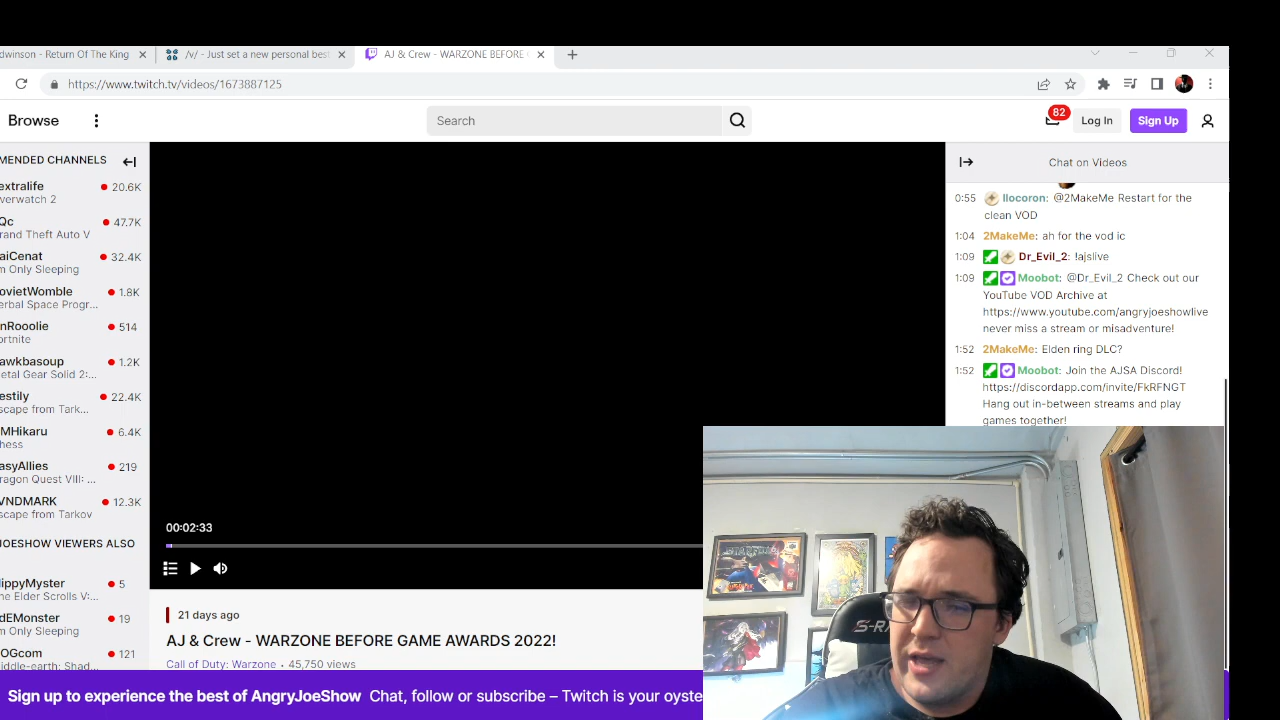 dwinson - Return Of The King
/v/ - Just set a new personal bes
AJ & Crew - WARZONE BEFORE
https://www.twitch.tv/videos/1673887125
Browse
Search
82
Log In
Sign Up
MENDED CHANNELS
extralife
20.6K
verwatch 2
Qc
47.7K
rand Theft Auto V
aiCenat
32.4K
m Only Sleeping
ovietWomble
1.8K
erbal Space Progr...
nRooolie
514
ortnite
awkbasoup
1.2K
etal Gear Solid 2:...
estily
22.4K
scape from Tark...
MHikaru
6.4K
hess
asyAllies
219
ragon Quest VIII: ...
VNDMARK
12.3K
scape from Tarkov
JOESHOW VIEWERS ALSO
lippyMyster
5
he Elder Scrolls V:...
dEMonster
19
m Only Sleeping
OGcom
121
iddle-earth: Shad...
00:02:33
21 days ago
AJ & Crew - WARZONE BEFORE GAME AWARDS 2022!
Call of Duty: Warzone • 45,750 views
Chat on Videos
0:55 llocoron: @2MakeMe Restart for the
clean VOD
1:04 2MakeMe: ah for the vod ic
1:09 Dr_Evil_2: !ajslive
1:09 Moobot: @Dr_Evil_2 Check out our
YouTube VOD Archive at
https://www.youtube.com/angryjoeshowlive
never miss a stream or misadventure!
1:52 2MakeMe: Elden ring DLC?
1:52 Moobot: Join the AJSA Discord!
https://discordapp.com/invite/FkRFNGT
Hang out in-between streams and play
games together!
STARFOX
S-RA
Sign up to experience the best of AngryJoeShow Chat, follow or subscribe – Twitch is your oyste